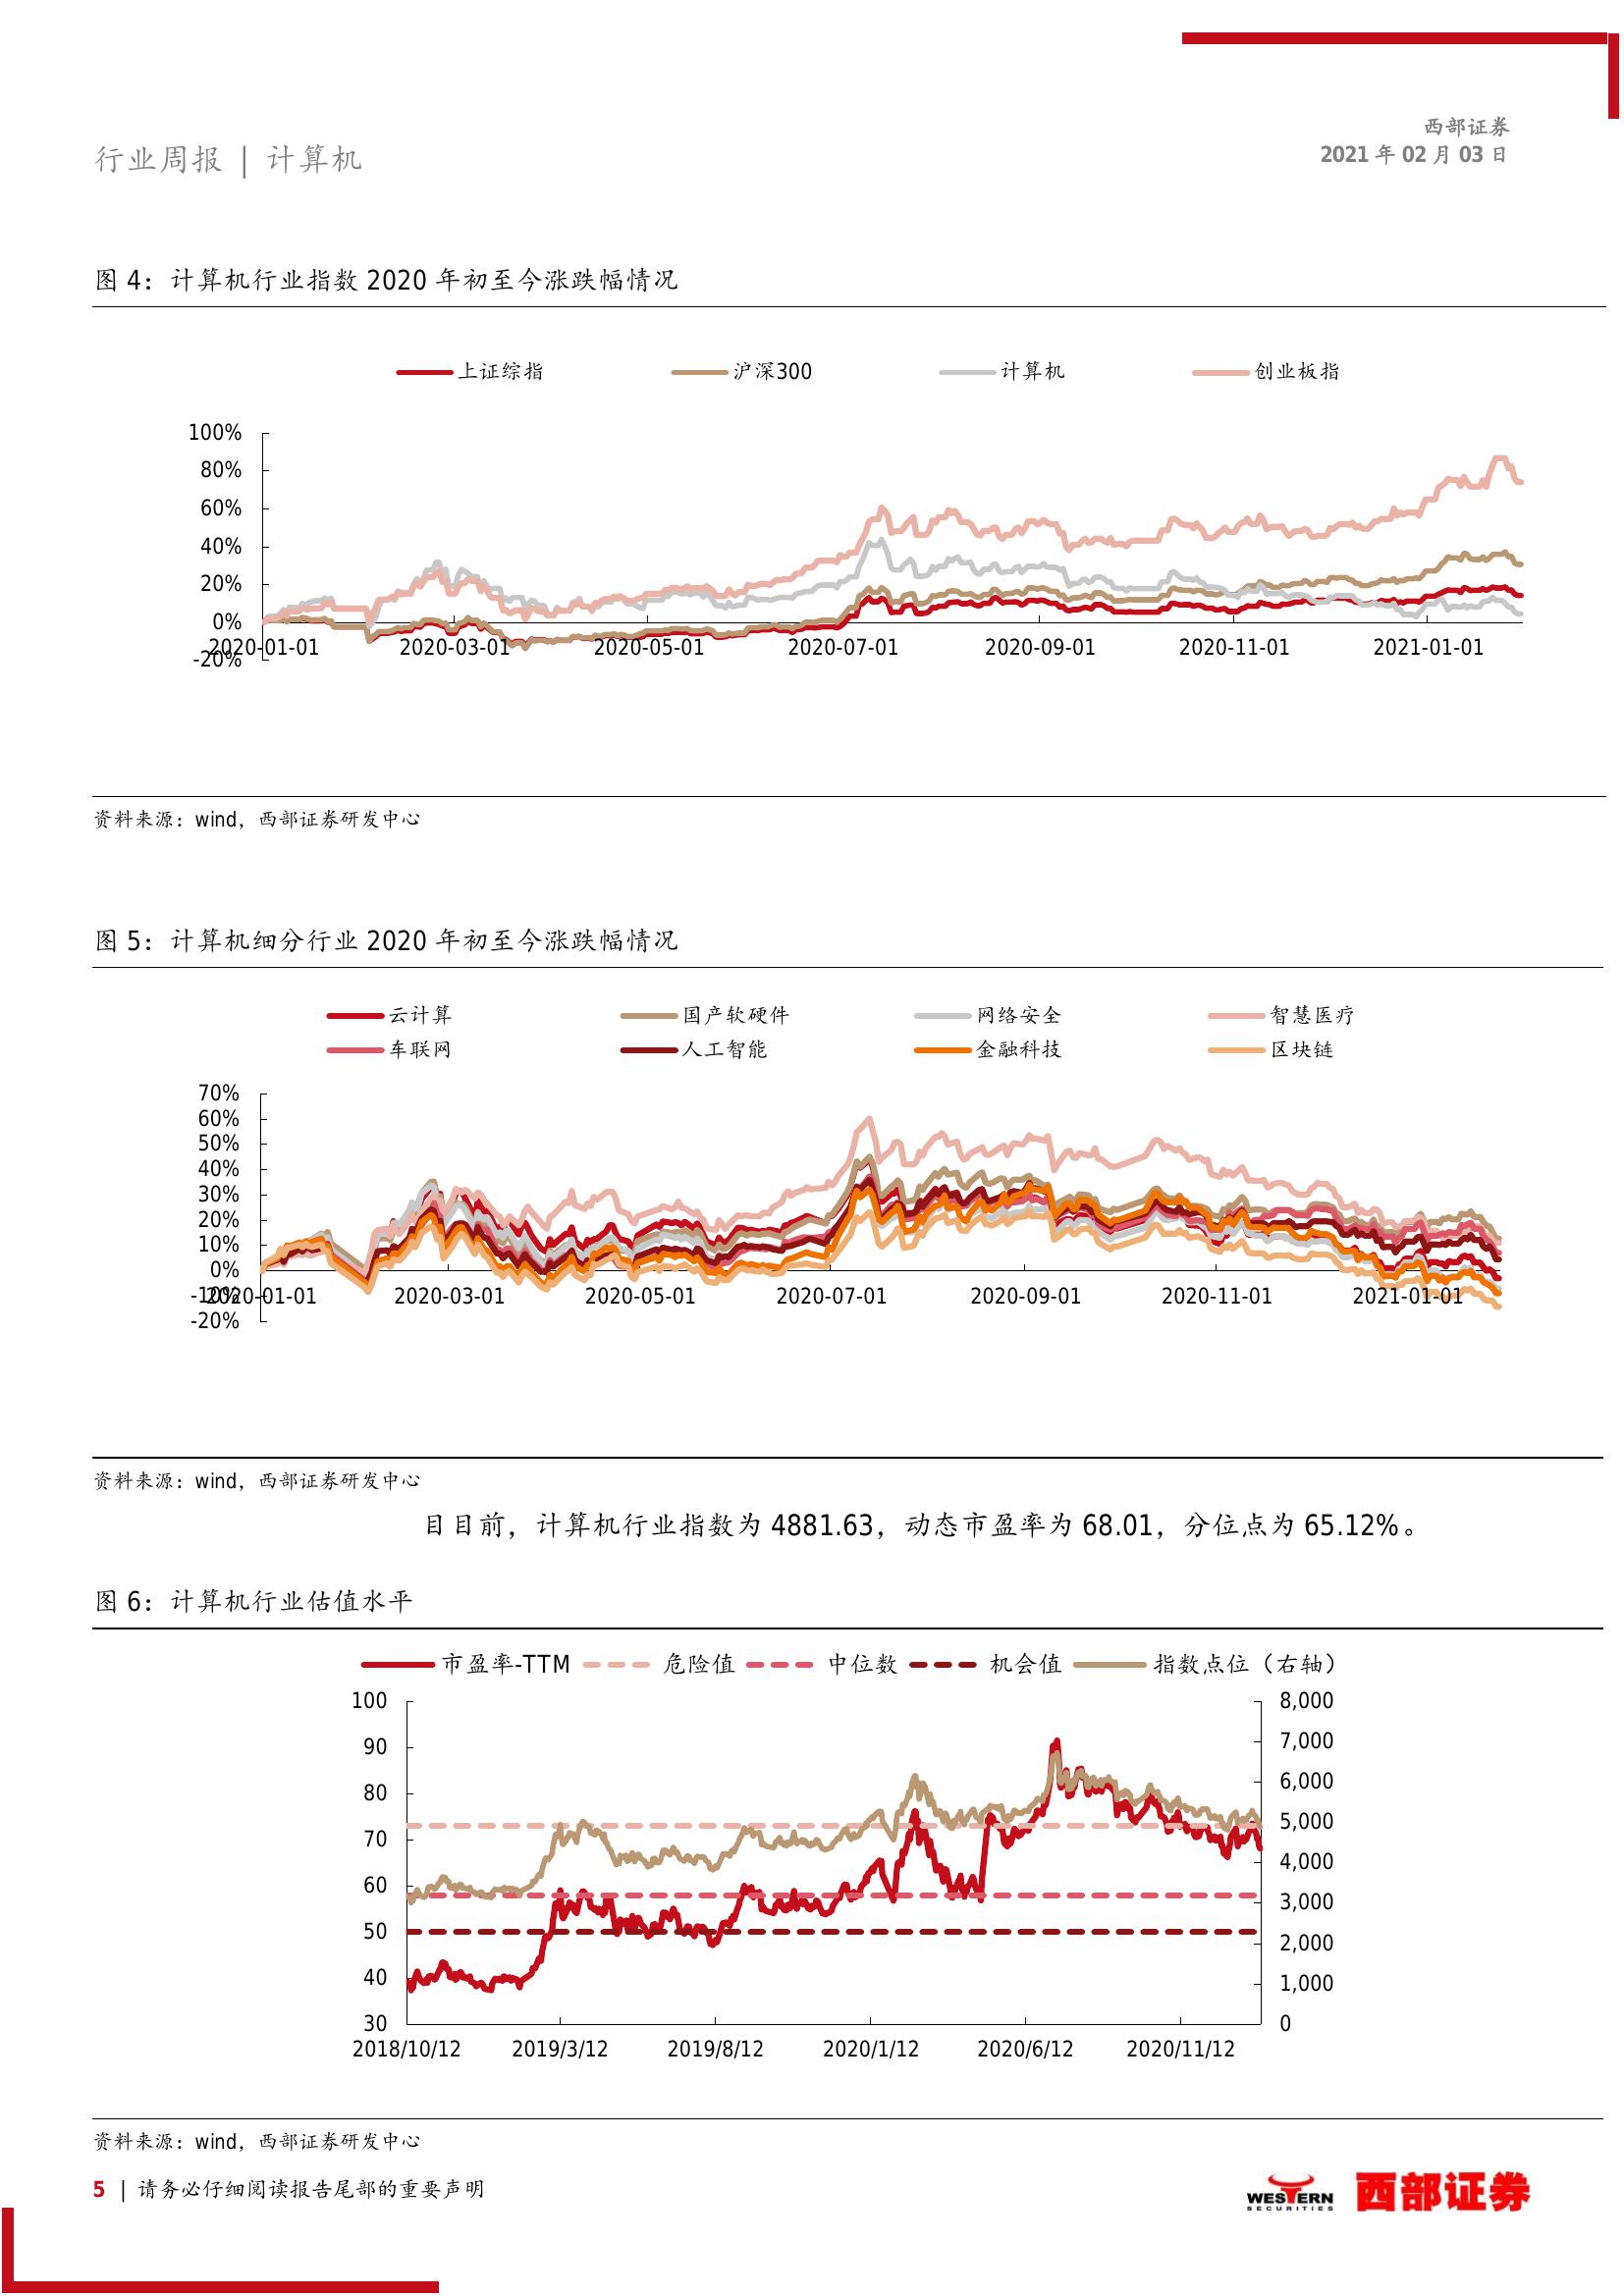 西部证券
行业周报 | 计算机
2021 年 02 月 03 日
图 4：计算机行业指数 2020 年初至今涨跌幅情况
上证综指 沪深300 计算机 创业板指
100%
80%
60%
40%
20%
0%
-20%
2020-01-01 2020-03-01 2020-05-01 2020-07-01 2020-09-01 2020-11-01 2021-01-01
资料来源：wind，西部证券研发中心
图 5：计算机细分行业 2020 年初至今涨跌幅情况
云计算 国产软硬件 网络安全 智慧医疗
车联网 人工智能 金融科技 区块链
70%
60%
50%
40%
30%
20%
10%
0%
-10%
-20%
2020-01-01 2020-03-01 2020-05-01 2020-07-01 2020-09-01 2020-11-01 2021-01-01
资料来源：wind，西部证券研发中心
目目前，计算机行业指数为 4881.63，动态市盈率为 68.01，分位点为 65.12%。
图 6：计算机行业估值水平
市盈率-TTM 危险值 中位数 机会值 指数点位（右轴）
100
90
80
70
60
50
40
30
8,000
7,000
6,000
5,000
4,000
3,000
2,000
1,000
0
2018/10/12 2019/3/12 2019/8/12 2020/1/12 2020/6/12 2020/11/12
资料来源：wind，西部证券研发中心
5 | 请务必仔细阅读报告尾部的重要声明
WESTERN
SECURITIES
西部证券